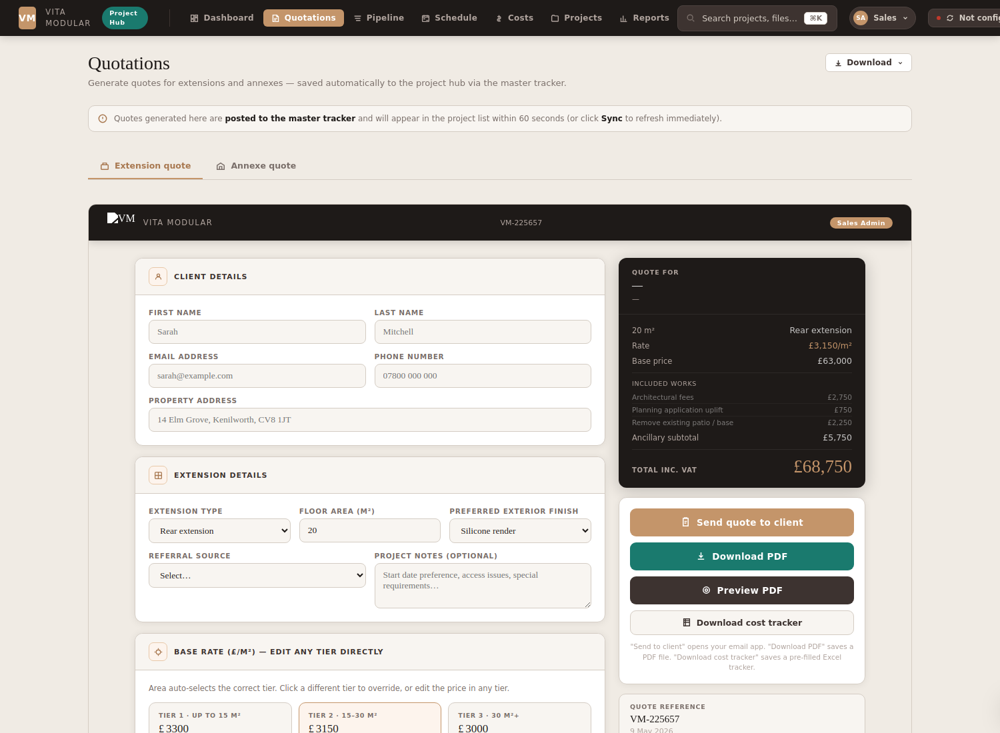 VM
VITA MODULAR
Project Hub
Dashboard
Quotations
Pipeline
Schedule
Costs
Projects
Reports
Search projects, files…
⌘K
SA
Sales
Quotations
Download
Generate quotes for extensions and annexes — saved automatically to the project hub via the master tracker.
Quotes generated here are posted to the master tracker and will appear in the project list within 60 seconds (or click Sync to refresh immediately).
Extension quote
Annexe quote
VM
VITA MODULAR
VM-225657
Sales Admin
CLIENT DETAILS
FIRST NAME
LAST NAME
Sarah
Mitchell
EMAIL ADDRESS
PHONE NUMBER
sarah@example.com
07800 000 000
PROPERTY ADDRESS
14 Elm Grove, Kenilworth, CV8 1JT
EXTENSION DETAILS
EXTENSION TYPE
FLOOR AREA (M²)
PREFERRED EXTERIOR FINISH
Rear extension
20
Silicone render
REFERRAL SOURCE
PROJECT NOTES (OPTIONAL)
Select…
Start date preference, access issues, special
requirements…
BASE RATE (£/M²) — EDIT ANY TIER DIRECTLY
Area auto-selects the correct tier. Click a different tier to override, or edit the price in any tier.
TIER 1 · UP TO 15 M²
£ 3300
TIER 2 · 15–30 M²
£ 3150
TIER 3 · 30 M²+
£ 3000
QUOTE FOR
—
—
20 m²
Rear extension
Rate
£3,150/m²
Base price
£63,000
INCLUDED WORKS
Architectural fees
£2,750
Planning application uplift
£750
Remove existing patio / base
£2,250
Ancillary subtotal
£5,750
TOTAL INC. VAT
£68,750
Send quote to client
Download PDF
Preview PDF
Download cost tracker
"Send to client" opens your email app. "Download PDF" saves a
PDF file. "Download cost tracker" saves a pre-filled Excel
tracker.
QUOTE REFERENCE
VM-225657
9 May 2026